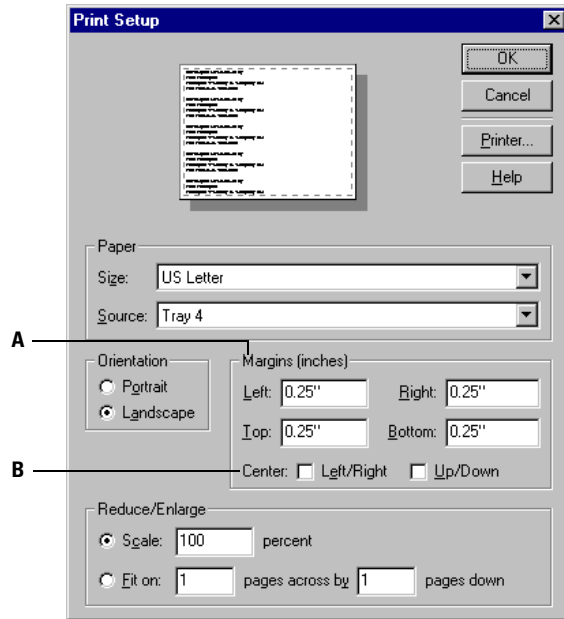 Print Setup
OK
Cancel
Printer...
Help
Paper
Size: US Letter
Source: Tray 4
A
Orientation
Portrait
Landscape
Margins (inches)
Left: 0.25" Right: 0.25"
Top: 0.25" Bottom: 0.25"
B
Center: Left/Right Up/Down
Reduce/Enlarge
Scale: 100 percent
Fit on: 1 pages across by 1 pages down